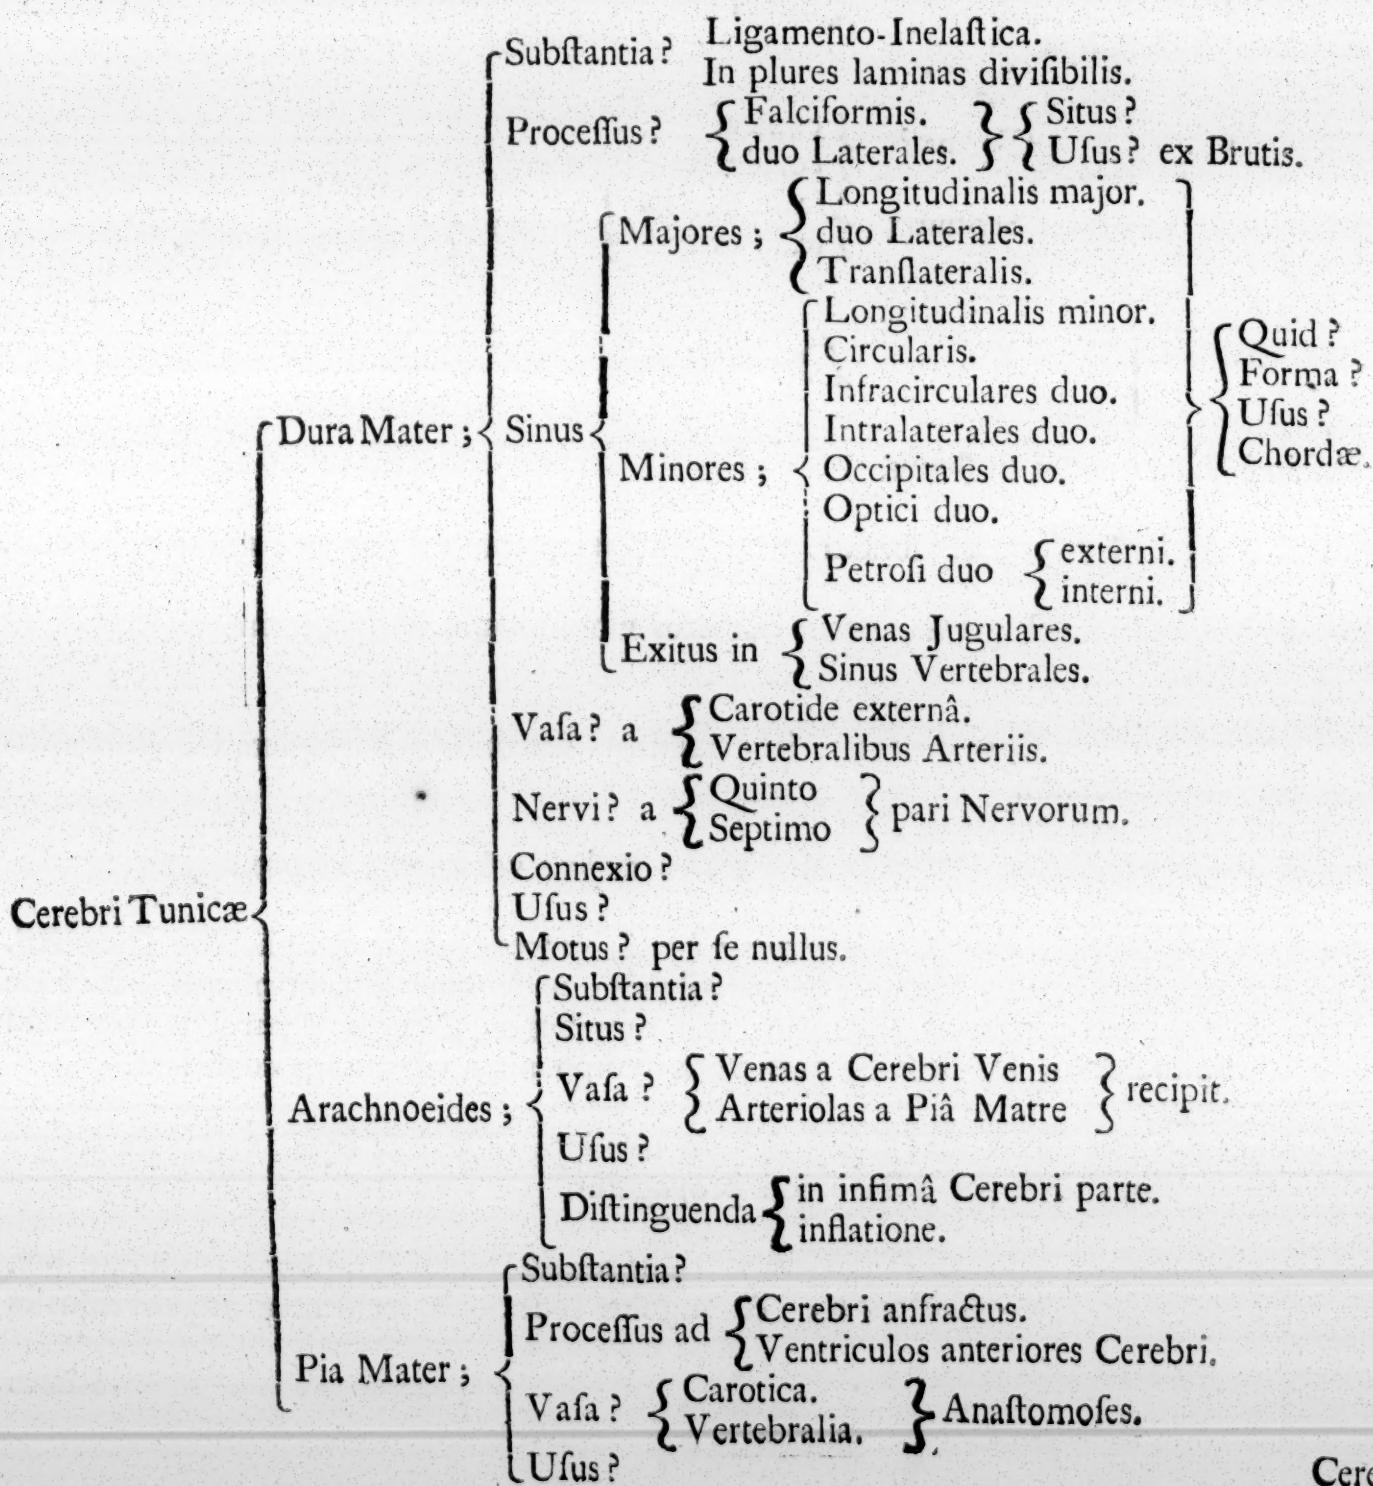 Ligamento-Inelaſtica.
Subſtantia?
In plures laminas diviſibilis.
Falciformis. Situs?
Proceſſus?
duo Laterales. Uſus? ex Brutis.
Longitudinalis major.
Majores; duo Laterales.
Tranſlateralis.
Longitudinalis minor.
Quid?
Circularis.
Forma?
Infracirculares duo.
Uſus?
Dura Mater; Sinus Intralaterales duo.
Chordæ.
Minores; Occipitales duo.
Optici duo.
externi.
Petroſi duo
interni.
Venas Jugulares.
Exitus in
Sinus Vertebrales.
Carotide externâ.
Vaſa? a
Vertebralibus Arteriis.
Quinto
Nervi? a pari Nervorum.
Septimo
Connexio?
Cerebri Tunicæ Uſus?
Motus? per ſe nullus.
Subſtantia?
Situs?
Venas a Cerebri Venis
Vaſa? recipit.
Arachnoeides; Arteriolas a Piâ Matre
Uſus?
in infimâ Cerebri parte.
Diſtinguenda
inflatione.
Subſtantia?
Cerebri anfractus.
Proceſſus ad
Ventriculos anteriores Cerebri.
Pia Mater;
Carotica.
Vaſa? Anaſtomoſes.
Vertebralia.
Uſus?
Cere